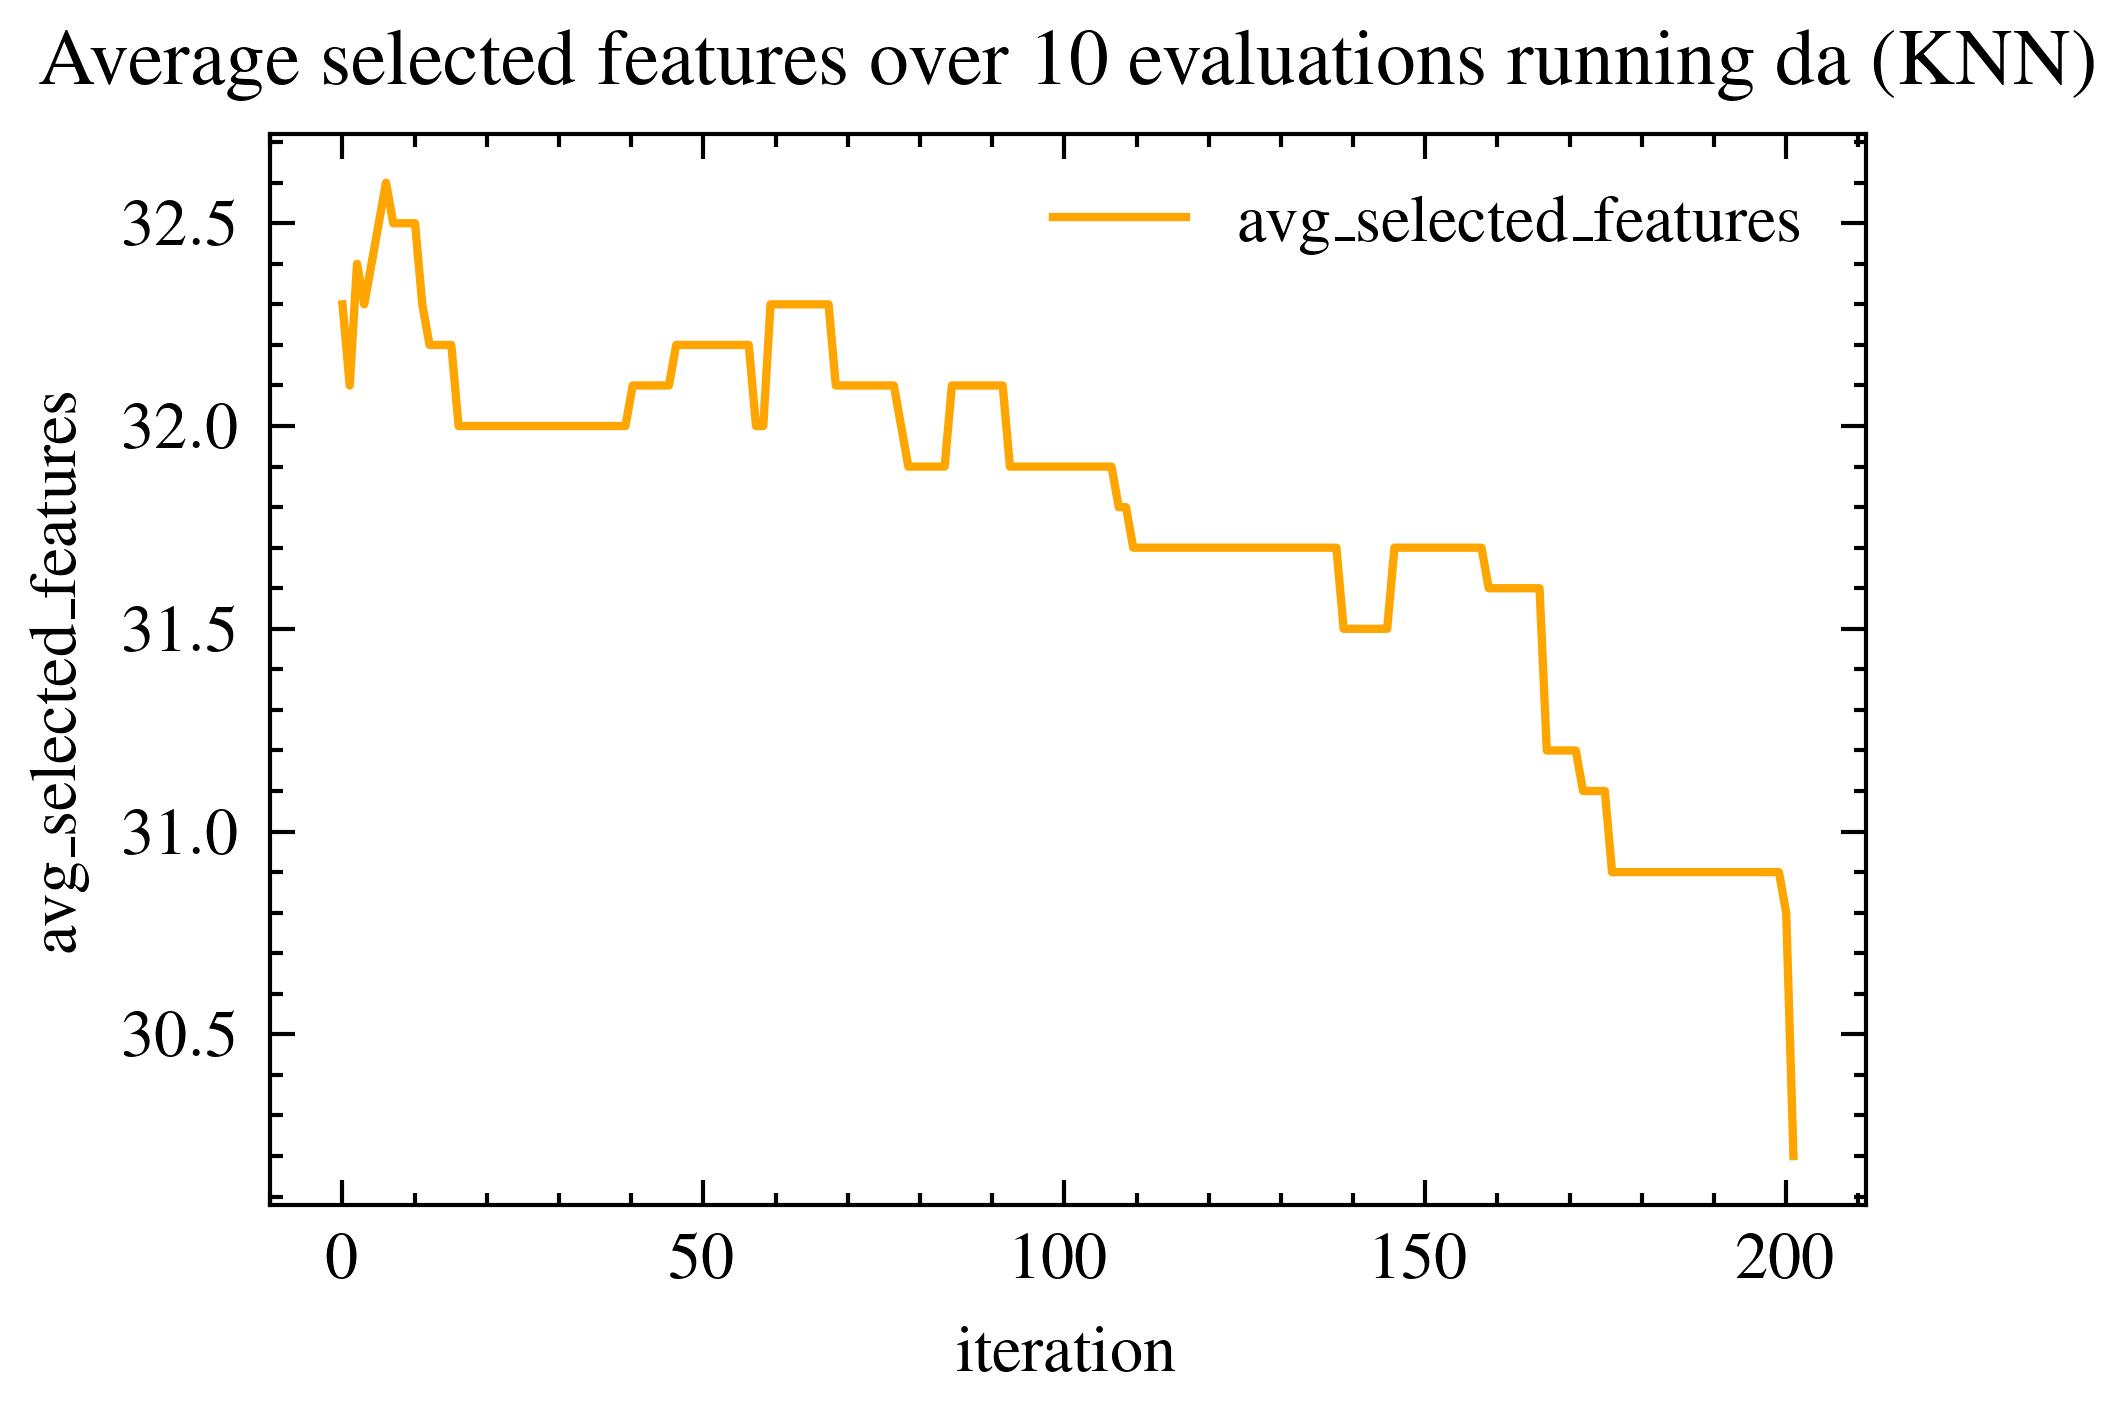 Average selected features over 10 evaluations running da (KNN)
avg_selected_features
avg_selected_features
32.5
32.0
31.5
31.0
30.5
0 50 100 150 200
iteration